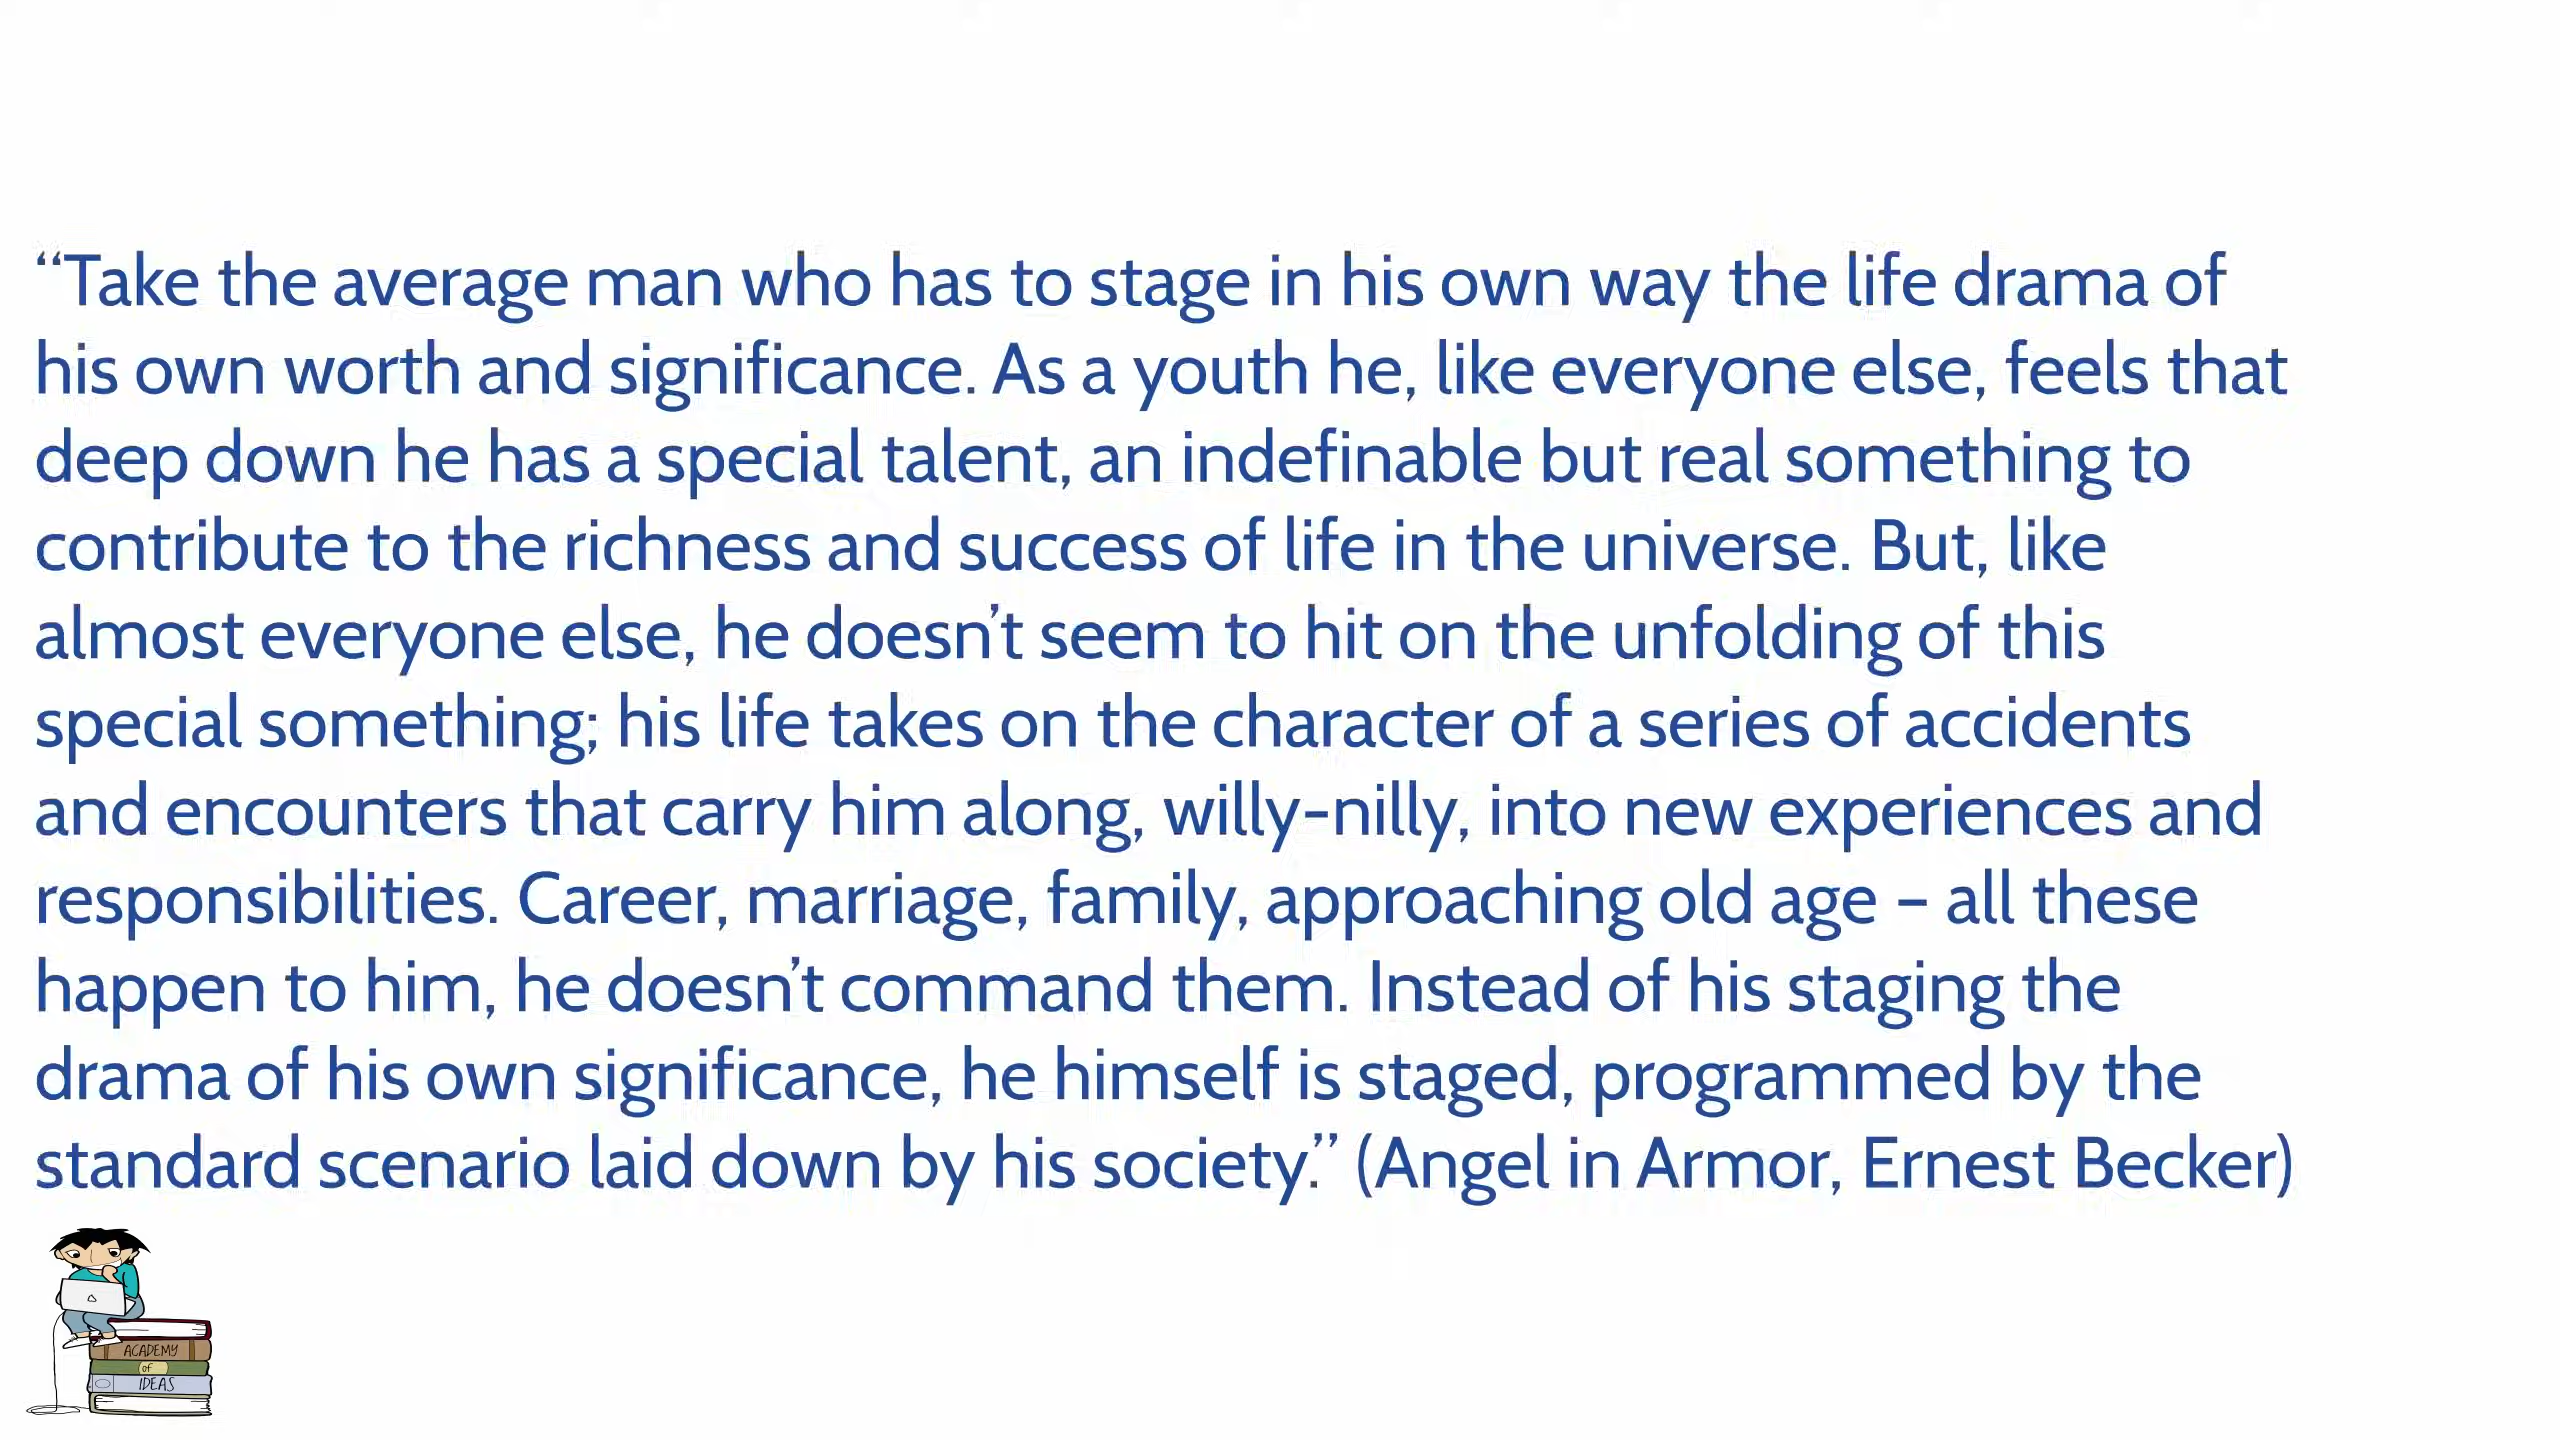 “Take the average man who has to stage in his own way the life drama of
his own worth and significance. As a youth he, like everyone else, feels that
deep down he has a special talent, an indefinable but real something to
contribute to the richness and success of life in the universe. But, like
almost everyone else, he doesn’t seem to hit on the unfolding of this
special something; his life takes on the character of a series of accidents
and encounters that carry him along, willy-nilly, into new experiences and
responsibilities. Career, marriage, family, approaching old age – all these
happen to him, he doesn’t command them. Instead of his staging the
drama of his own significance, he himself is staged, programmed by the
standard scenario laid down by his society.” (Angel in Armor, Ernest Becker)
ACADEMY
of
IDEAS